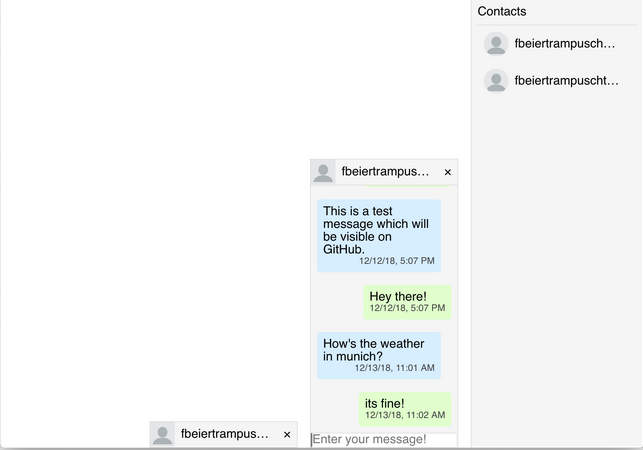 Contacts
fbeiertrampusch…
fbeiertrampuscht…
fbeiertrampus… ×
This is a test
message which will
be visible on
GitHub.
12/12/18, 5:07 PM
Hey there!
12/12/18, 5:07 PM
How's the weather
in munich?
12/13/18, 11:01 AM
its fine!
12/13/18, 11:02 AM
Enter your message!
fbeiertrampus… ×